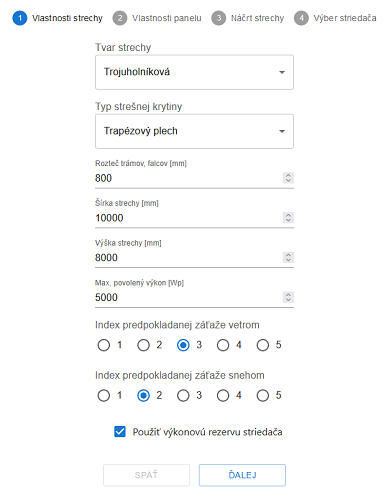 1 Vlastnosti strechy 2 Vlastnosti panelu 3 Náčrt strechy 4 Výber striedača
Tvar strechy
Trojuholníková
Typ strešnej krytiny
Trapézový plech
Rozteč trámov, falcov [mm]
800
Šírka strechy [mm]
10000
Výška strechy [mm]
8000
Max, povolený výkon [Wp]
5000
Index predpokladanej záťaže vetrom
1 2 3 4 5
Index predpokladanej záťaže snehom
1 2 3 4 5
Použiť výkonovú rezervu striedača
SPÄŤ ĎALEJ